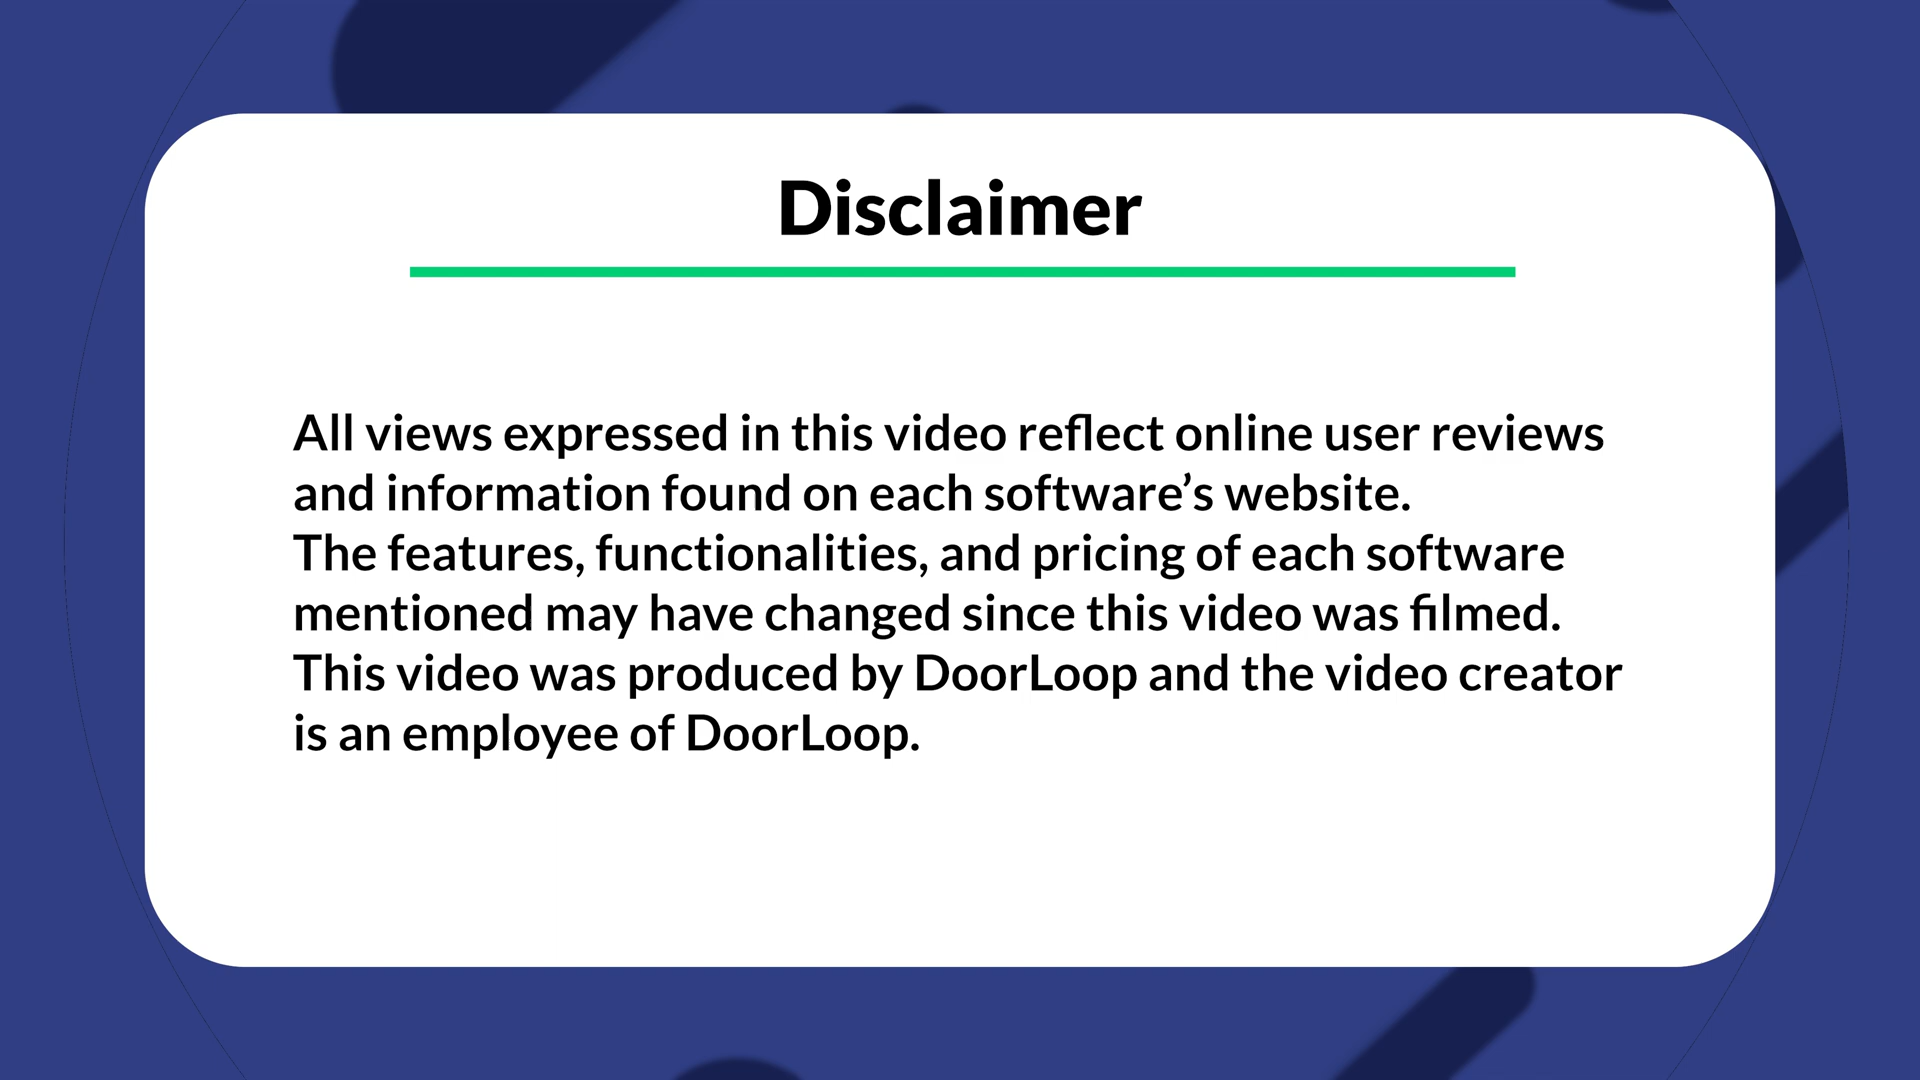 Disclaimer
All views expressed in this video reflect online user reviews
and information found on each software’s website.
The features, functionalities, and pricing of each software
mentioned may have changed since this video was filmed.
This video was produced by DoorLoop and the video creator
is an employee of DoorLoop.